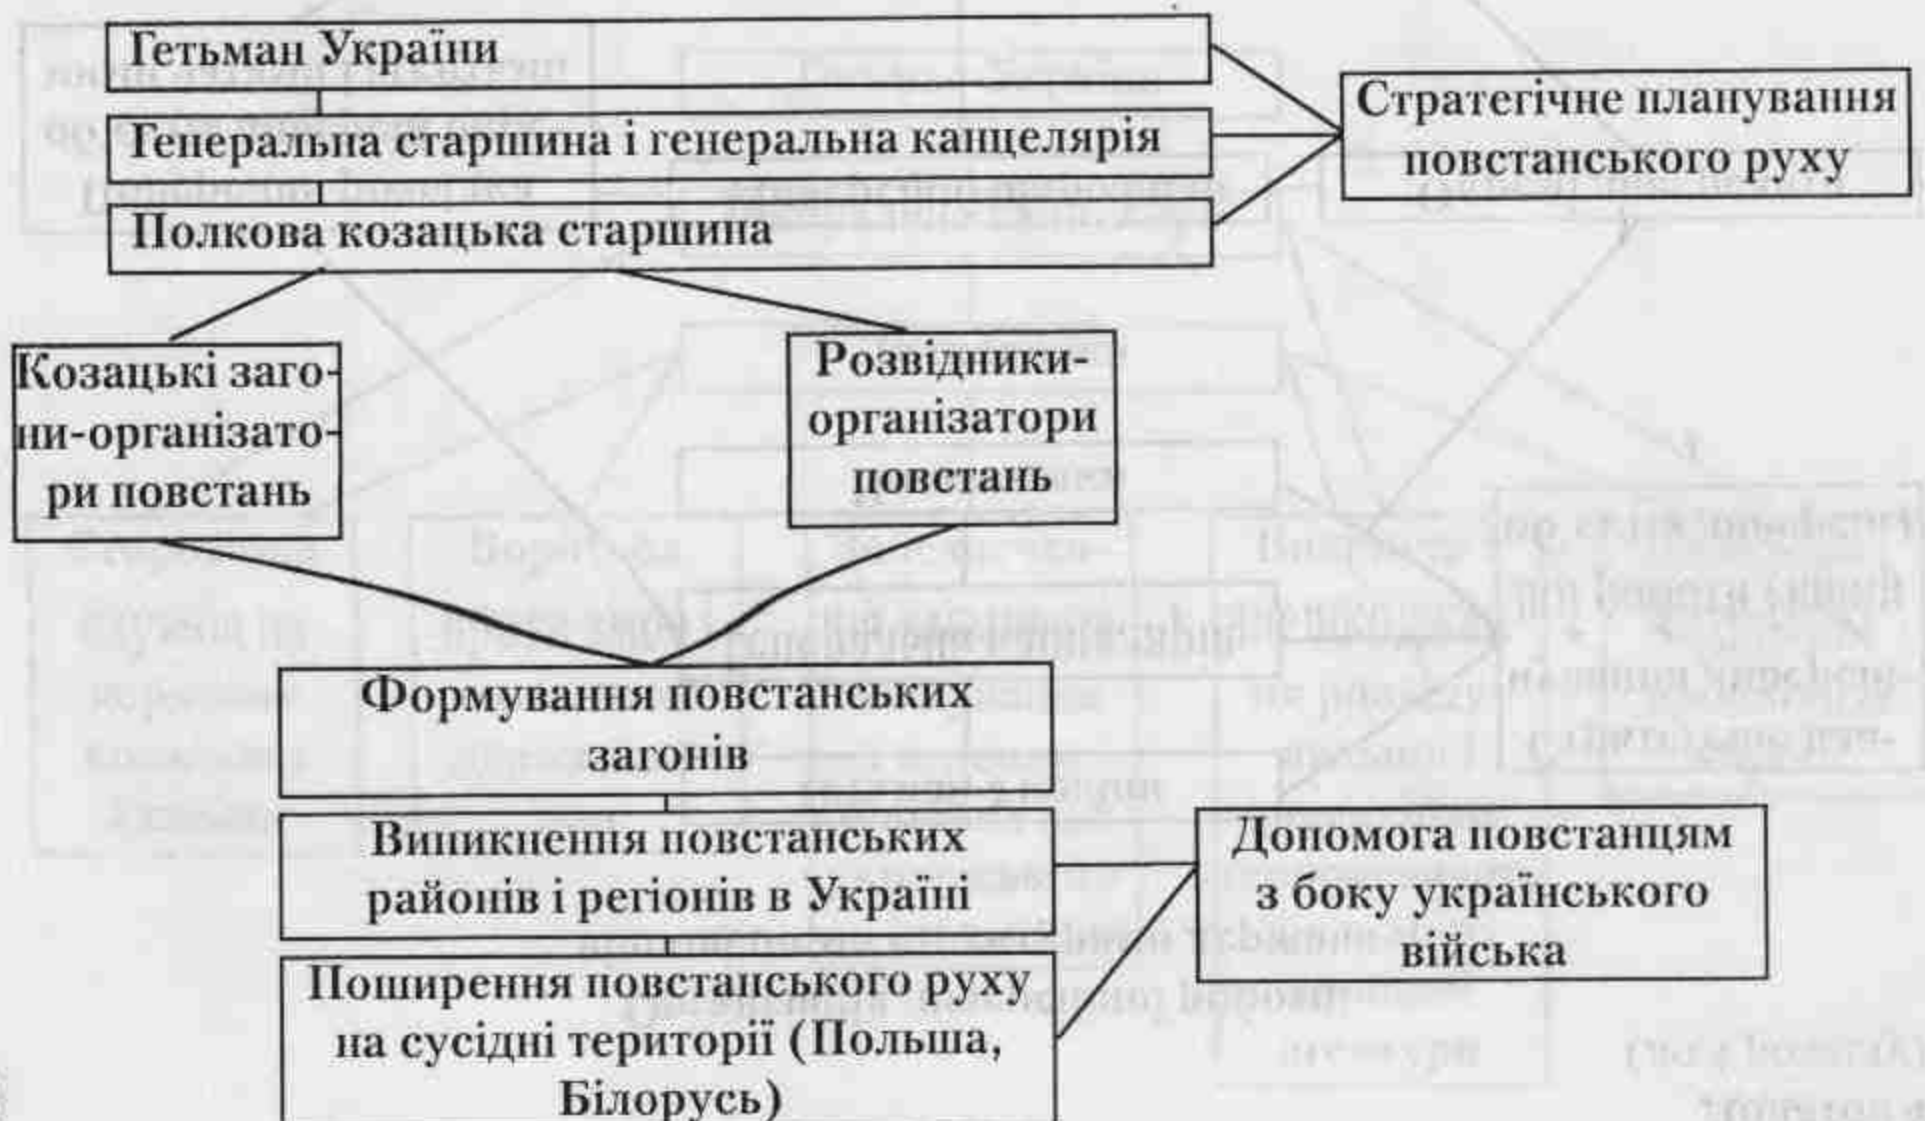 Гетьман України
Генеральна старшина і генеральна канцелярія
Полкова козацька старшина
Стратегічне планування
повстанського руху
Козацькі заго-
ни-організато-
ри повстань
Розвідники-
організатори
повстань
Формування повстанських
загонів
Виникнення повстанських
районів і регіонів в Україні
Допомога повстанцям
з боку українського
війська
Поширення повстанського руху
на сусідні території (Польша,
Білорусь)